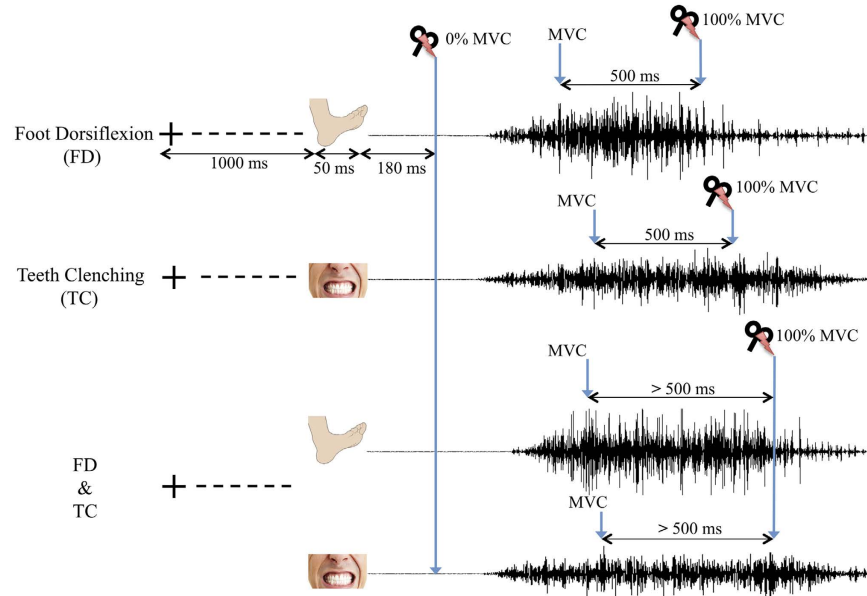 0% MVC
MVC
100% MVC
500 ms
Foot Dorsiflexion
(FD)
1000 ms
50 ms
180 ms
100% MVC
MVC
500 ms
Teeth Clenching
(TC)
100% MVC
MVC
> 500 ms
FD
&
TC
MVC
> 500 ms